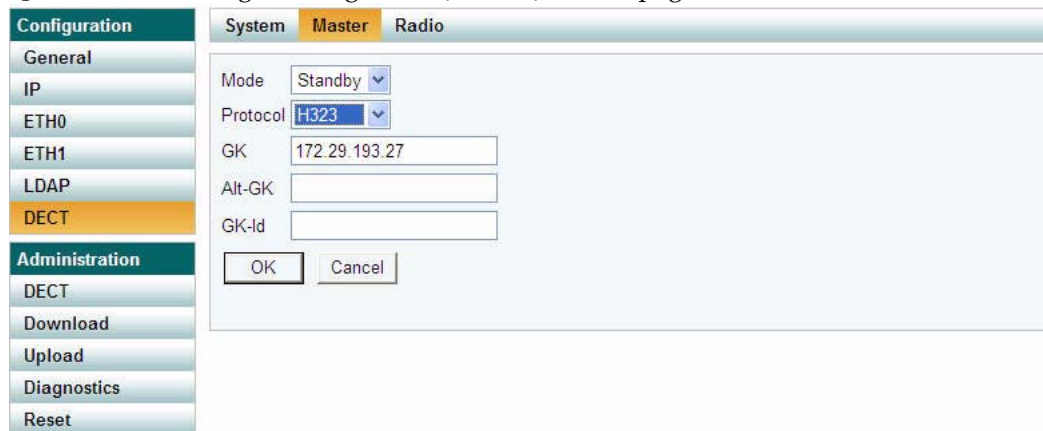 Configuration
General
IP
ETH0
ETH1
LDAP
DECT
Administration
DECT
Download
Upload
Diagnostics
Reset
System Master Radio
Mode Standby
Protocol H323
GK 172.29.193.27
Alt-GK
GK-Id
OK Cancel